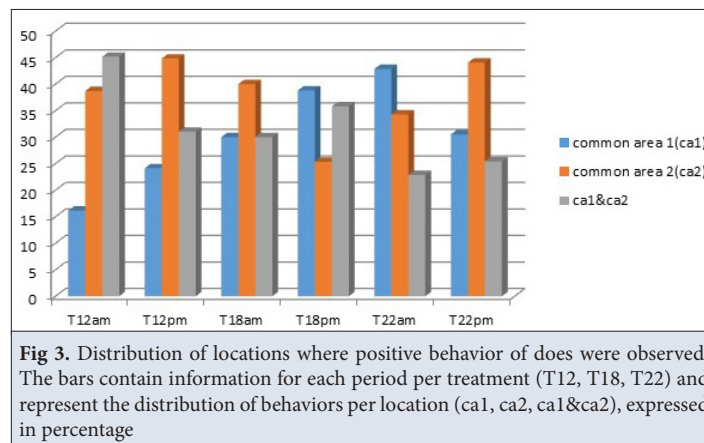 50
45
40
35
30
25
20
15
10
5
0
T12am T12pm T18am T18pm T22am T22pm
common area 1(ca1)
common area 2(ca2)
ca1&ca2
Fig 3. Distribution of locations where positive behavior of does were observed
The bars contain information for each period per treatment (T12, T18, T22) and
represent the distribution of behaviors per location (ca1, ca2, ca1&ca2), expressed
in percentage